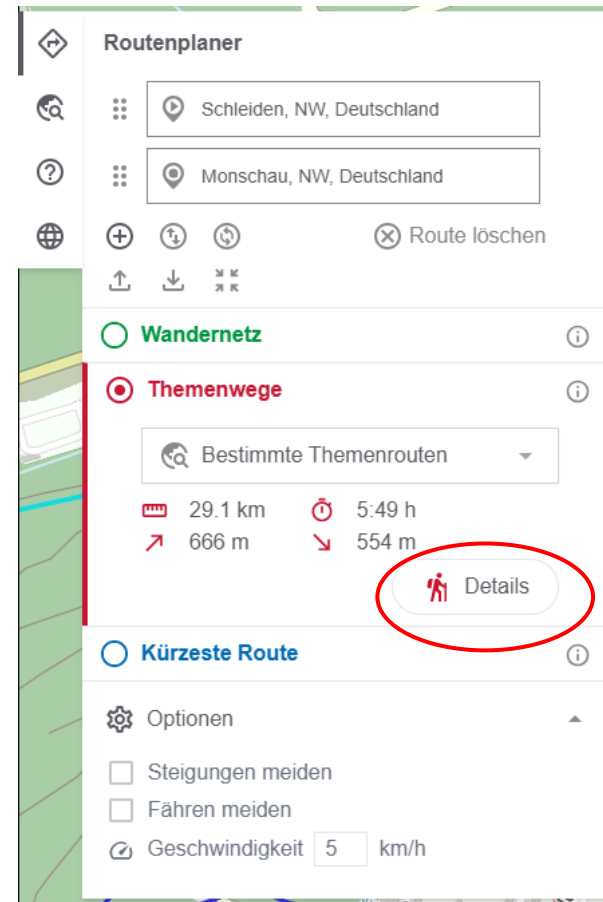 Routenplaner
Schleiden, NW, Deutschland
Monschau, NW, Deutschland
Route löschen
Wandernetz
Themenwege
Bestimmte Themenrouten
29.1 km 5:49 h
666 m 554 m
Details
Kürzeste Route
Optionen
Steigungen meiden
Fähren meiden
Geschwindigkeit 5 km/h